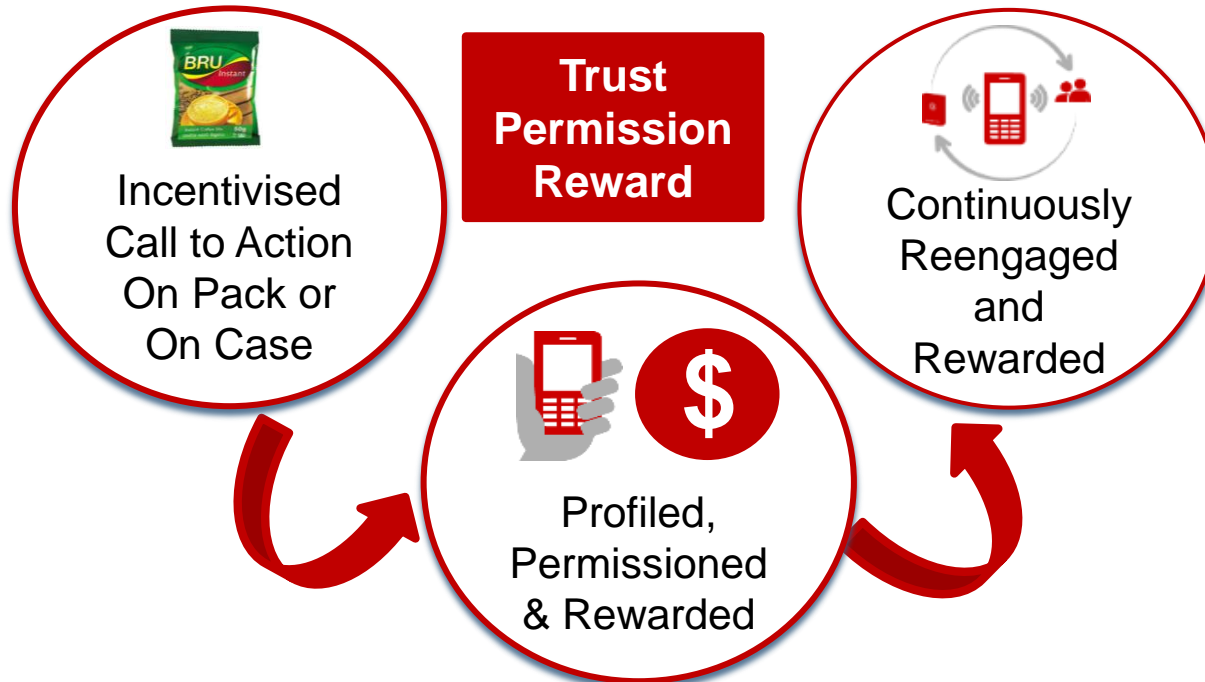 BRU
Instant
Incentivised
Call to Action
On Pack or
On Case
Trust
Permission
Reward
$
Profiled,
Permissioned
& Rewarded
Continuously
Reengaged
and
Rewarded